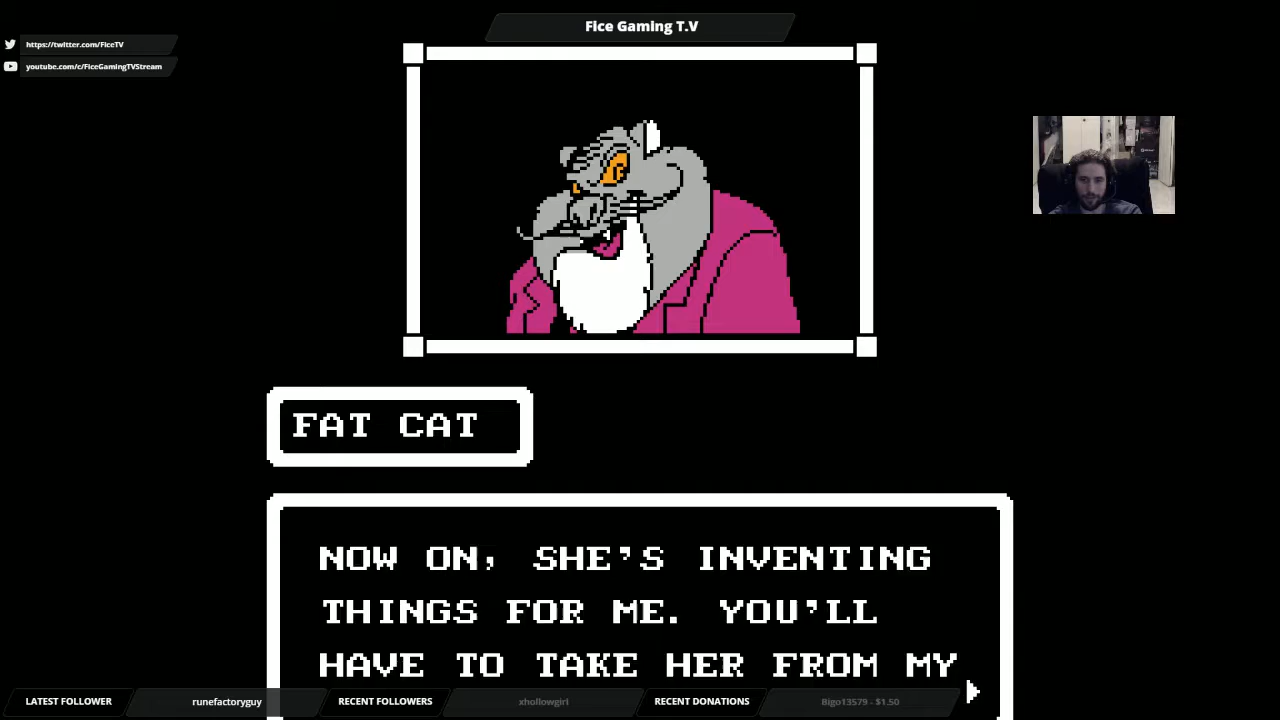 Fice Gaming T.V
https://twitter.com/FiceTV
youtube.com/c/FiceGamingTVStream
FAT CAT
NOW ON, SHE'S INVENTING
THINGS FOR ME. YOU'LL
HAVE TO TAKE HER FROM MY
LATEST FOLLOWER
runefactoryguy
RECENT FOLLOWERS
xhollowgirl
RECENT DONATIONS
Bigo13579 - $1.50